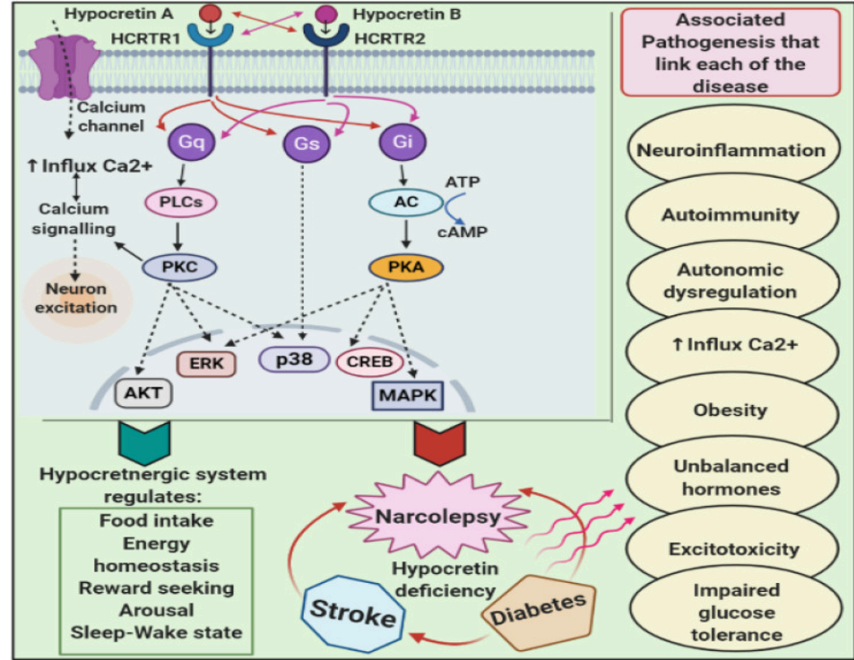 Hypocretin A
Hypocretin B
HCRTR1
HCRTR2
Calcium
channel
↑Influx Ca2+
Calcium
signalling
Neuron
excitation
Gq
Gs
Gi
PLCs
AC
ATP
cAMP
PKC
PKA
AKT
ERK
p38
CREB
MAPK
Hypocretnergic system
regulates:
Food intake
Energy
homeostasis
Reward seeking
Arousal
Sleep-Wake state
Narcolepsy
Hypocretin
deficiency
Stroke
Diabetes
Associated
Pathogenesis that
link each of the
disease
Neuroinflammation
Autoimmunity
Autonomic
dysregulation
↑Influx Ca2+
Obesity
Unbalanced
hormones
Excitotoxicity
Impaired
glucose
tolerance